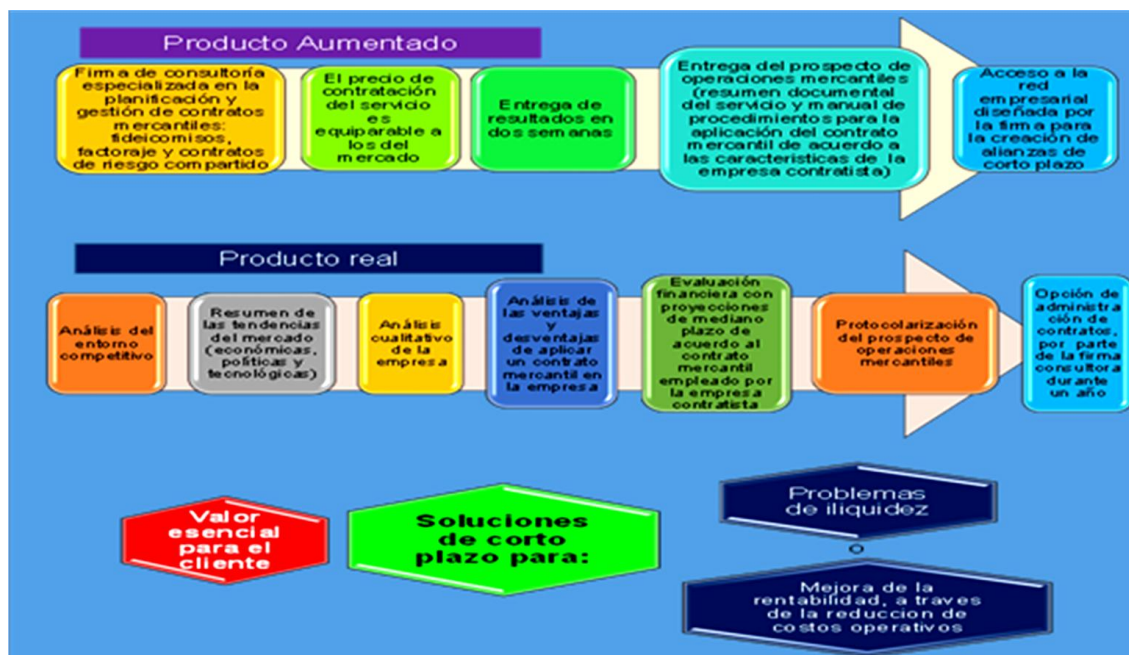 Producto Aumentado
Firma de consultoría
especializada en la
planificación y
gestión de contratos
mercantiles:
fideicomisos,
factoraje y contratos
de riesgo compartido
El precio de
contratación
del servicio
es
equiparable a
los del
mercado
Entrega de
resultados en
dos semanas
Entrega del prospecto de
operaciones mercantiles
(resumen documental
del servicio y manual de
procedimientos para la
aplicación del contrato
mercantil de acuerdo a
las características de la
empresa contratista)
Acceso a la
red
empresarial
diseñada por
la firma para
la creación de
alianzas de
corto plazo
Producto real
Análisis del
entorno
competitivo
Resumen de
las tendencias
del mercado
(económicas,
políticas y
tecnológicas)
Análisis
cualitativo
de la
empresa
Análisis de
las ventajas
y
desventajas
de aplicar
un contrato
mercantil en
la empresa
Evaluación
financiera con
proyecciones de
mediano
plazo de
acuerdo al
contrato
mercantil
empleado por
la empresa
contratista
Protocolarización
del prospecto de
operaciones
mercantiles
Opción de
administra
ción de
contratos,
por parte
de la firma
consultora
durante
un año
Valor
esencial
para el
cliente
Soluciones
de corto
plazo para:
Problemas
de iliquidez
o
Mejora de la
rentabilidad, a traves
de la reduccion de
costos operativos